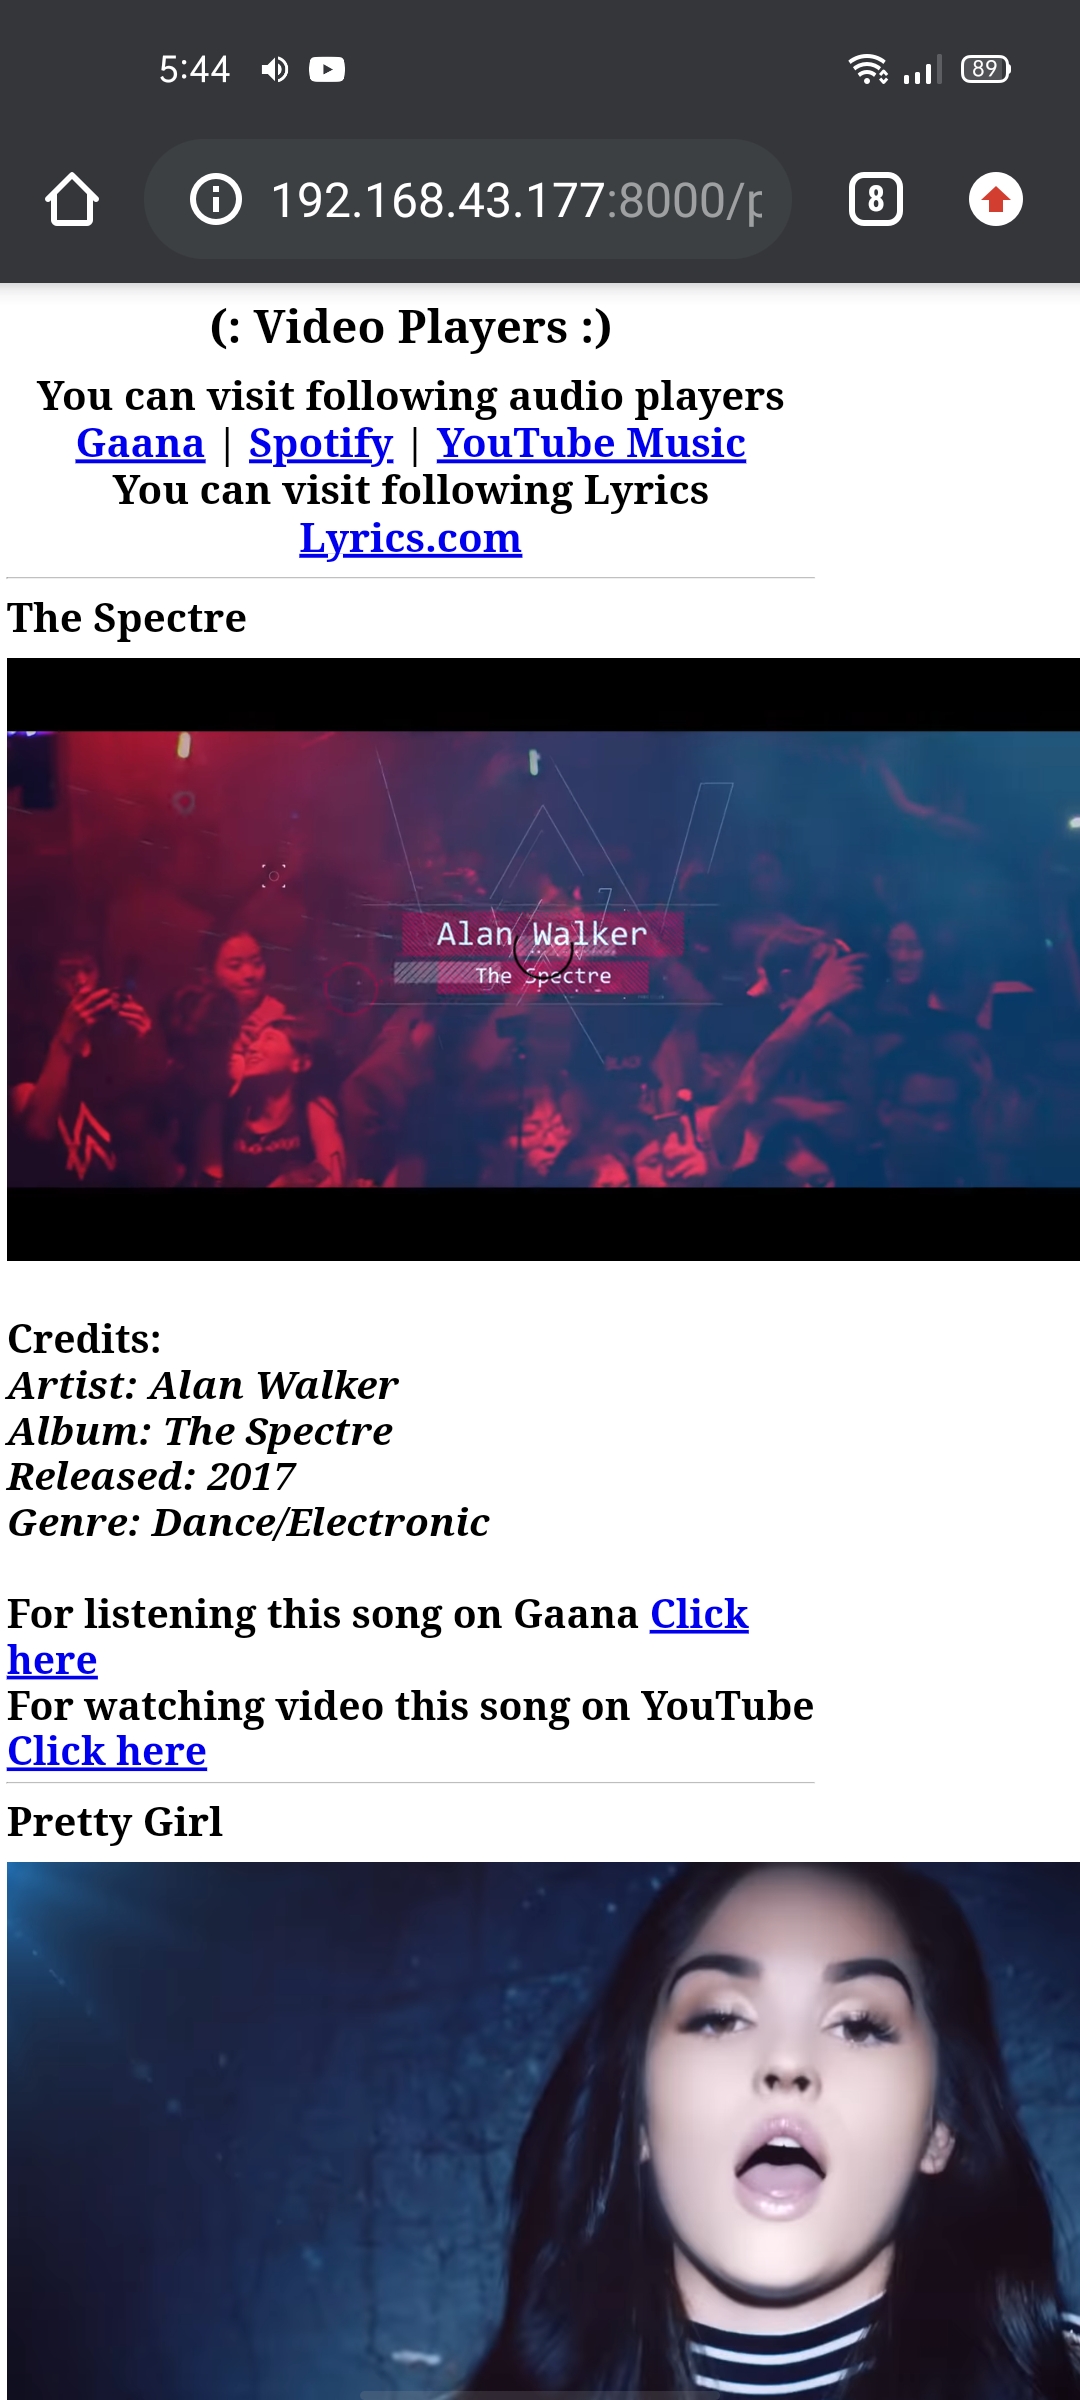 5:44
89
192.168.43.177:8000/p
8
(: Video Players :)
You can visit following audio players
Gaana | Spotify | YouTube Music
You can visit following Lyrics
Lyrics.com
The Spectre
Alan Walker
The Spectre
Credits:
Artist: Alan Walker
Album: The Spectre
Released: 2017
Genre: Dance/Electronic
For listening this song on Gaana Click
here
For watching video this song on YouTube
Click here
Pretty Girl